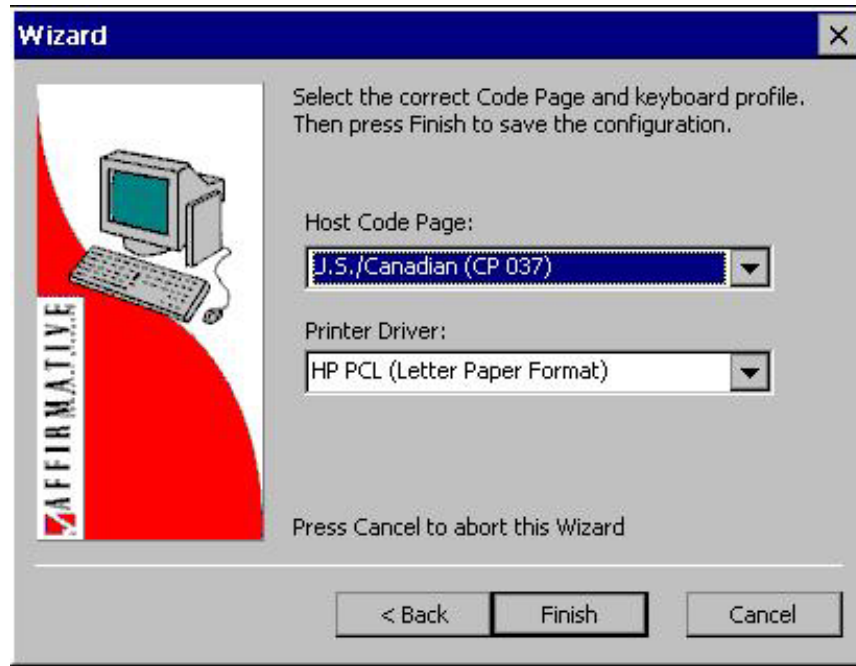 Wizard
Select the correct Code Page and keyboard profile.
Then press Finish to save the configuration.
Host Code Page:
U.S./Canadian (CP 037)
Printer Driver:
HP PCL (Letter Paper Format)
AFFIRMATIVE
Press Cancel to abort this Wizard
< Back
Finish
Cancel